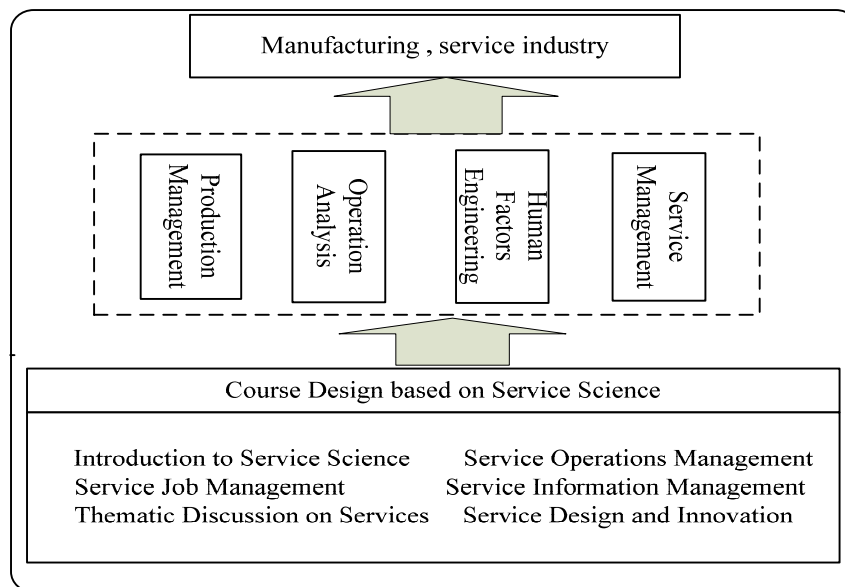 Manufacturing , service industry
Production
Management
Operation
Analysis
Human
Factors
Engineering
Service
Management
Course Design based on Service Science
Introduction to Service Science Service Operations Management
Service Job Management Service Information Management
Thematic Discussion on Services Service Design and Innovation